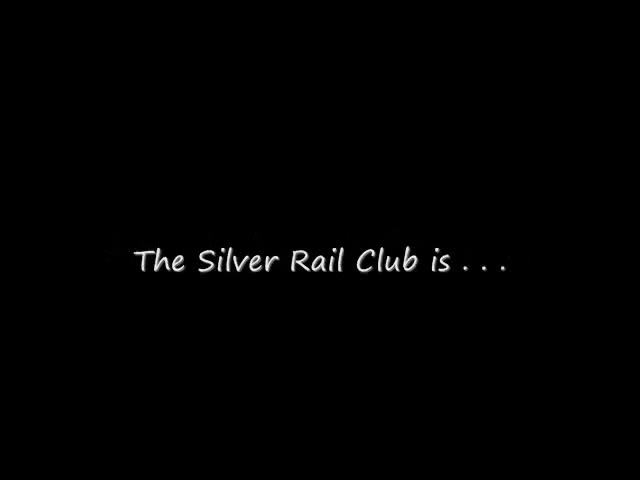 The Silver Rail Club is . . .